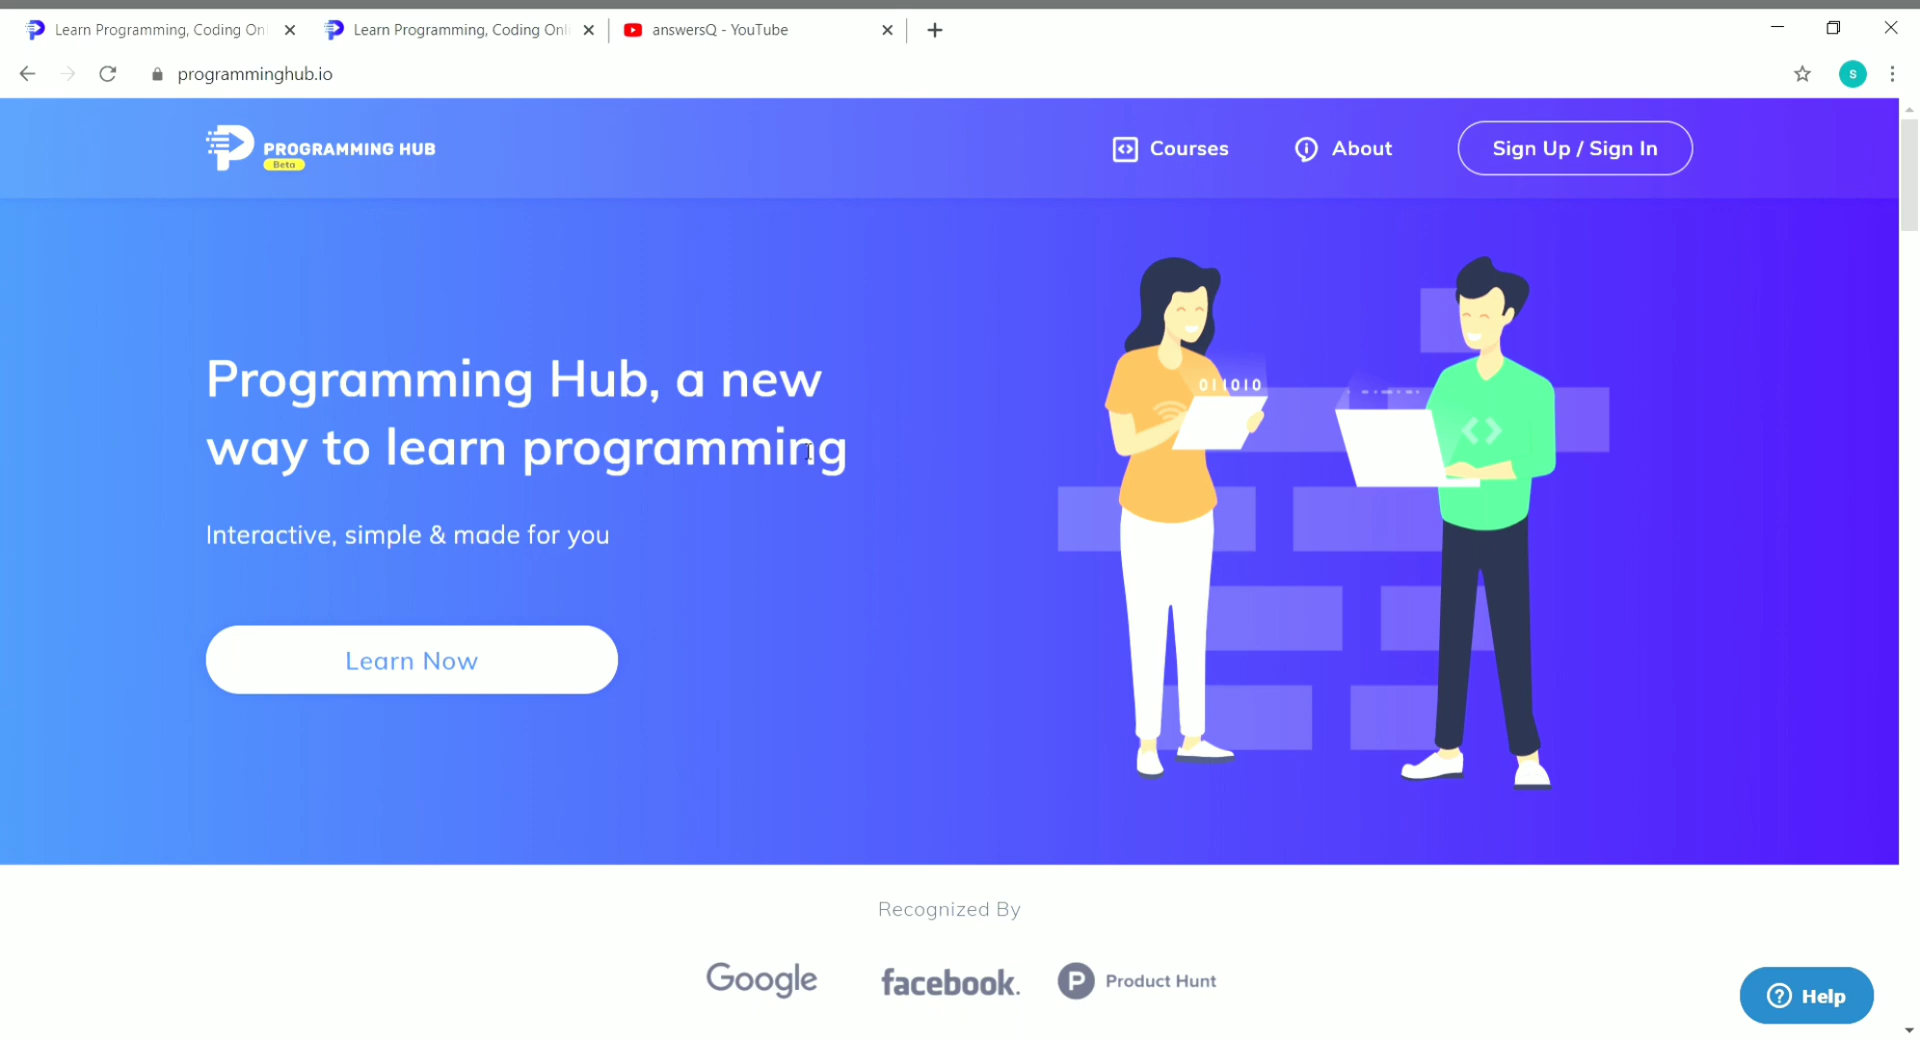 Learn Programming, Coding Onl
Learn Programming, Coding Onli
answersQ - YouTube
programminghub.io
S
PROGRAMMING HUB
Beta
Courses
About
Sign Up / Sign In
011010
Programming Hub, a new
way to learn programming
Interactive, simple & made for you
Learn Now
Recognized By
Google
facebook.
P Product Hunt
Help